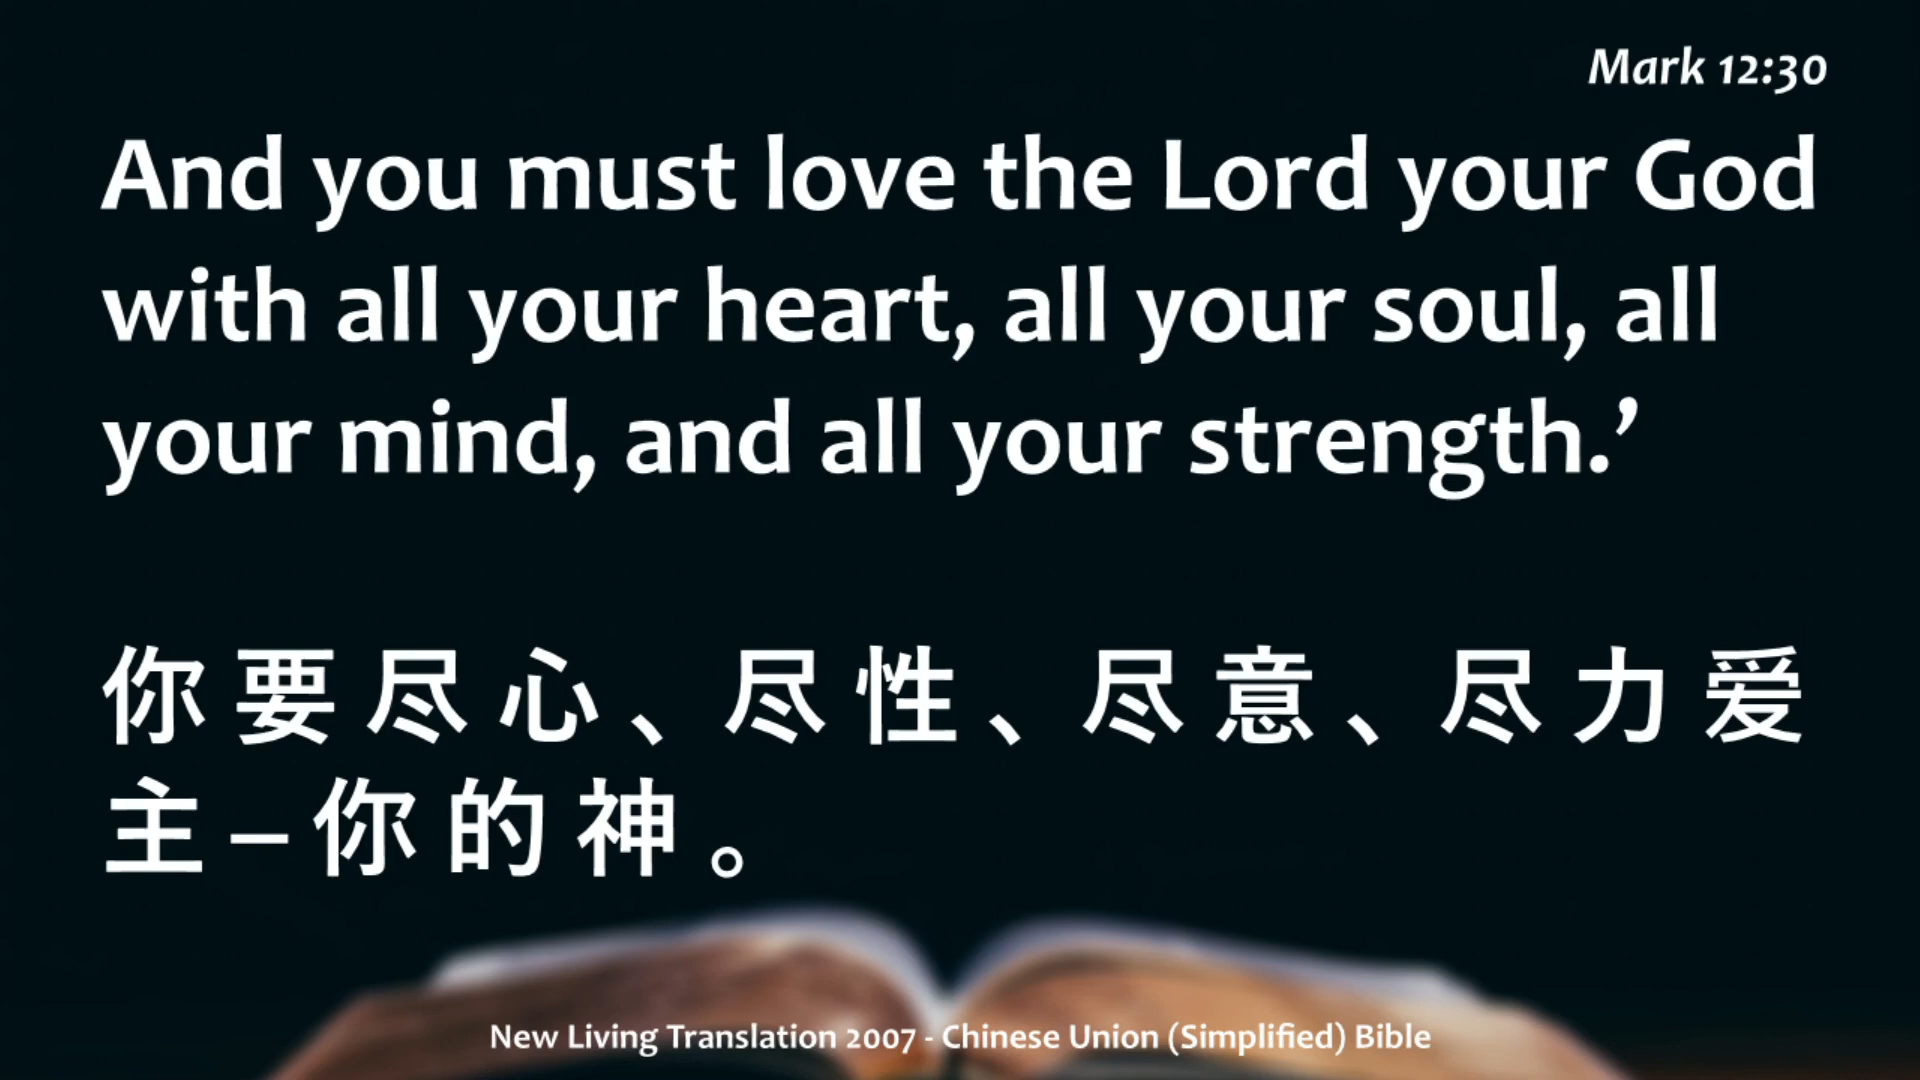 Mark 12:30
And you must love the Lord your God
with all your heart, all your soul, all
your mind, and all your strength.’
你 要 尽 心 、 尽 性 、 尽 意 、 尽 力 爱
主 – 你 的 神 。
New Living Translation 2007 - Chinese Union (Simplified) Bible